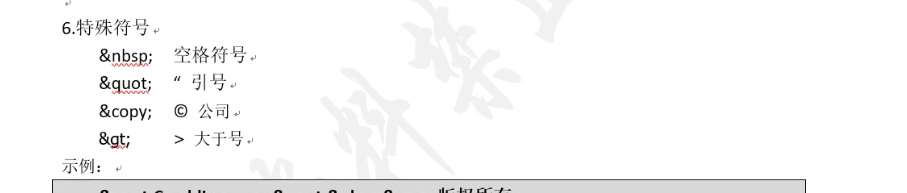 6.特殊符号
&nbsp; 空格符号
&quot; “ 引号
&copy; © 公司
&gt; > 大于号
示例：